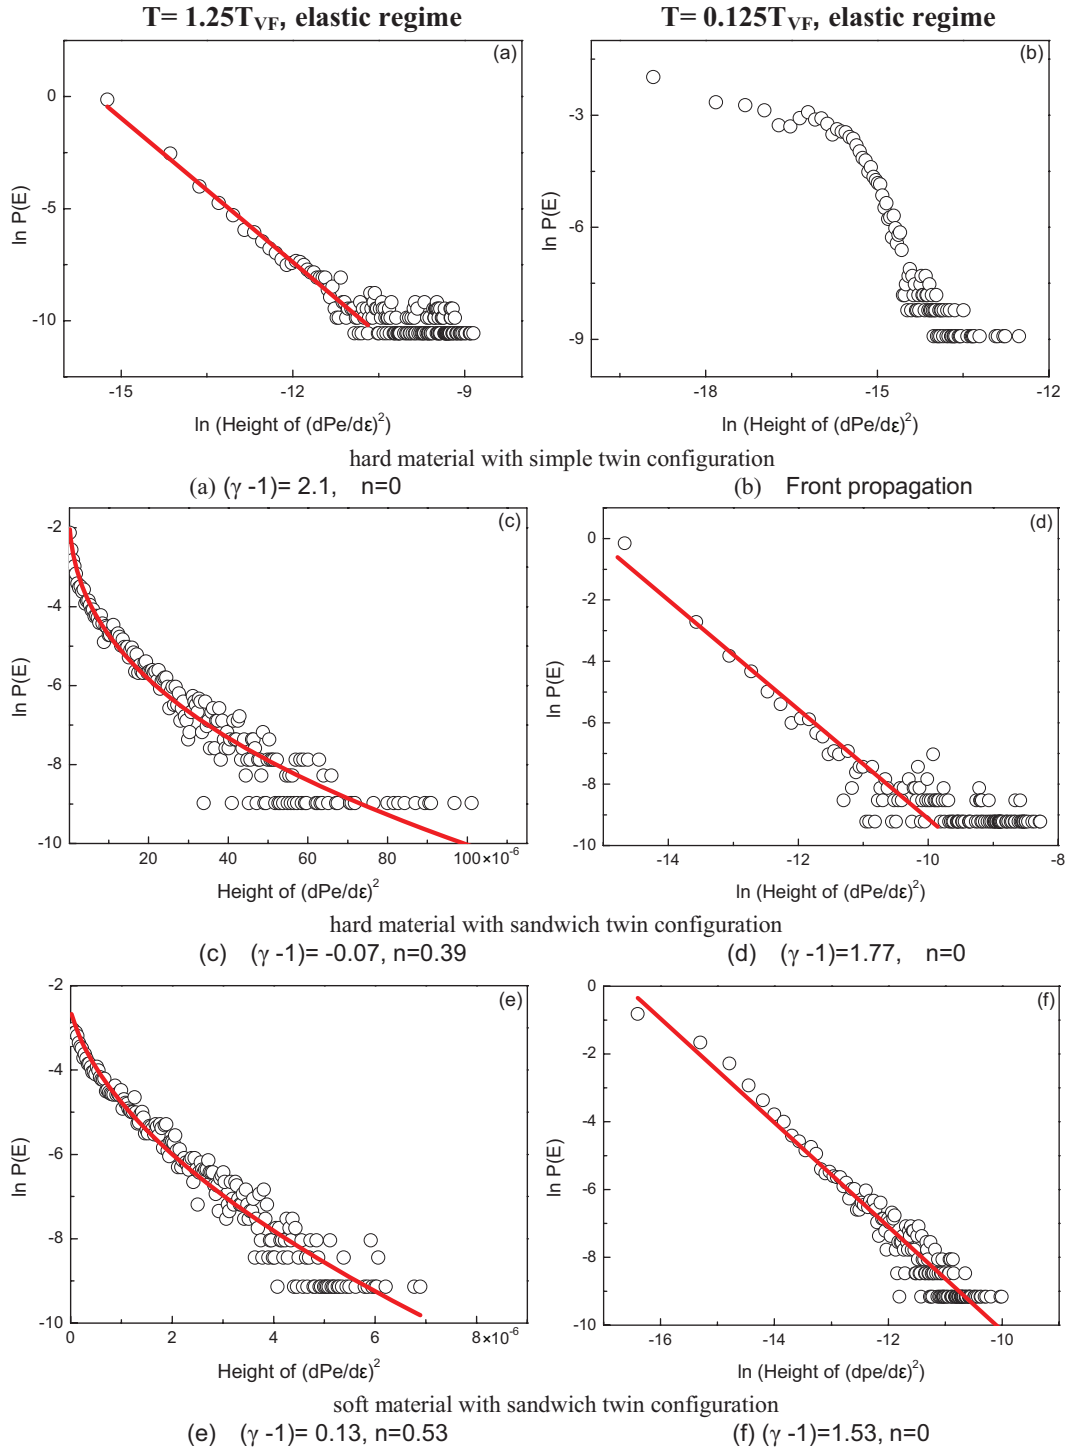 T= 1.25T_VF, elastic regime
T= 0.125T_VF, elastic regime
(a)
0
-5
-10
-15
-12
-9
ln P(E)
ln (Height of (dPe/dε)²)
(b)
-3
-6
-9
-18
-15
-12
ln P(E)
ln (Height of (dPe/dε)²)
hard material with simple twin configuration
(a) (γ -1)= 2.1, n=0
(b) Front propagation
(c)
-2
-4
-6
-8
-10
20
40
60
80
100×10⁻⁶
ln P(E)
Height of (dPe/dε)²
(d)
0
-2
-4
-6
-8
-10
-14
-12
-10
-8
ln P(E)
ln (Height of (dPe/dε)²)
hard material with sandwich twin configuration
(c) (γ -1)= -0.07, n=0.39
(d) (γ -1)=1.77, n=0
(e)
-2
-4
-6
-8
-10
0
2
4
6
8×10⁻⁶
ln P(E)
Height of (dPe/dε)²
(f)
0
-2
-4
-6
-8
-10
-16
-14
-12
-10
ln P(E)
ln (Height of (dpe/dε)²)
soft material with sandwich twin configuration
(e) (γ -1)= 0.13, n=0.53
(f) (γ -1)=1.53, n=0